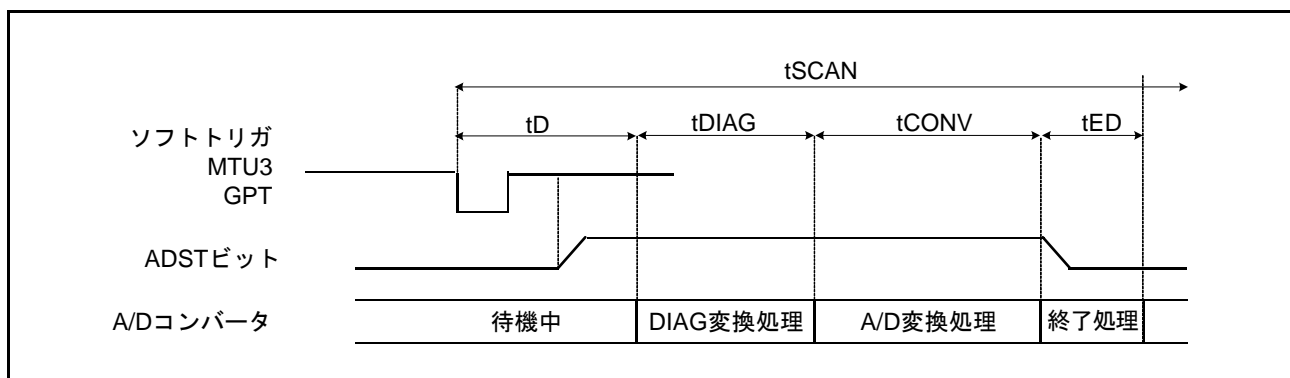 tSCAN
tD tDIAG tCONV tED
ソフトトリガ
MTU3
GPT
ADSTビット
A/Dコンバータ 待機中 DIAG変換処理 A/D変換処理 終了処理